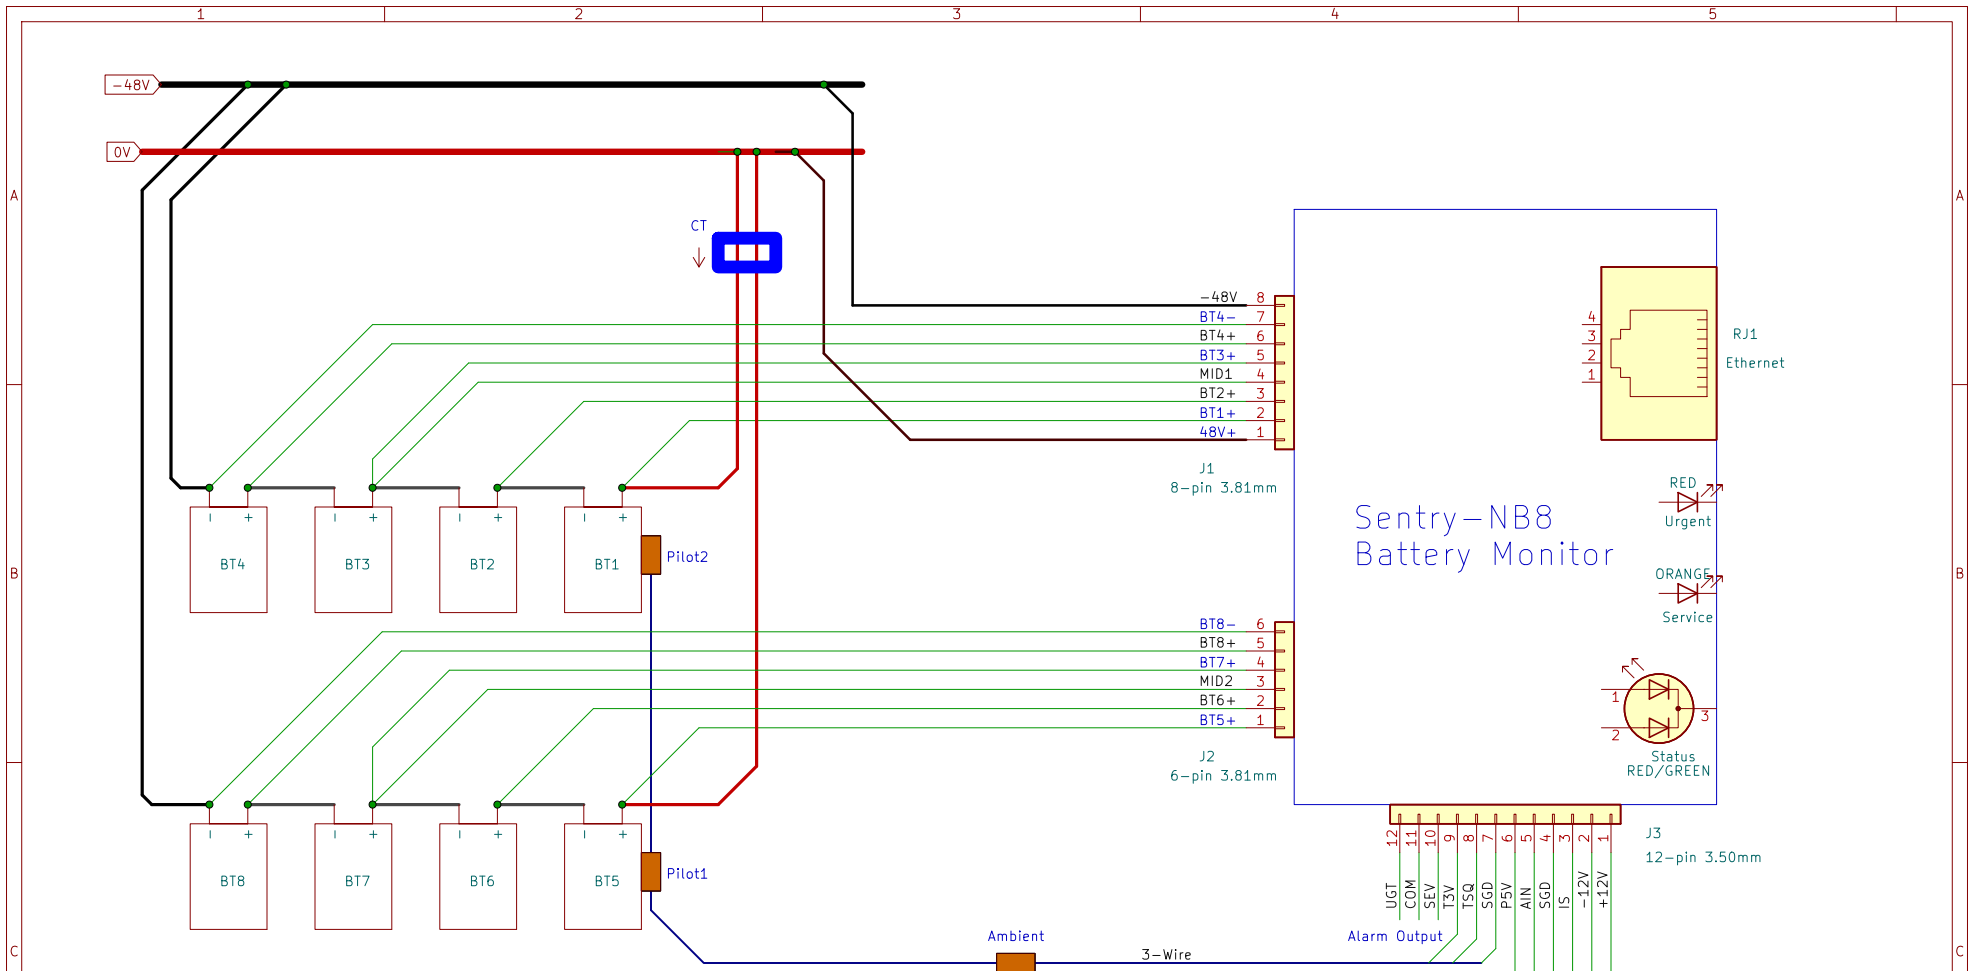 1 2 3 4 5
-48V
0V
A A
CT
-48V 8
BT4- 7
BT4+ 6
BT3+ 5
MID1 4
BT2+ 3
BT1+ 2
48V+ 1
J1
8-pin 3.81mm
4
3
2
1
RJ1
Ethernet
RED
Urgent
Sentry-NB8
Battery Monitor
ORANGE
Service
B B
- + - + - + - +
BT4 BT3 BT2 BT1
Pilot2
BT8- 6
BT8+ 5
BT7+ 4
MID2 3
BT6+ 2
BT5+ 1
J2
6-pin 3.81mm
1
2
3
Status
RED/GREEN
- + - + - + - +
BT8 BT7 BT6 BT5
Pilot1
12 11 10 9 8 7 6 5 4 3 2 1
J3
12-pin 3.50mm
UGT COM SEV T3V TSQ SGD P5V AIN SGD IS -12V +12V
Ambient
Alarm Output
3-Wire
C C